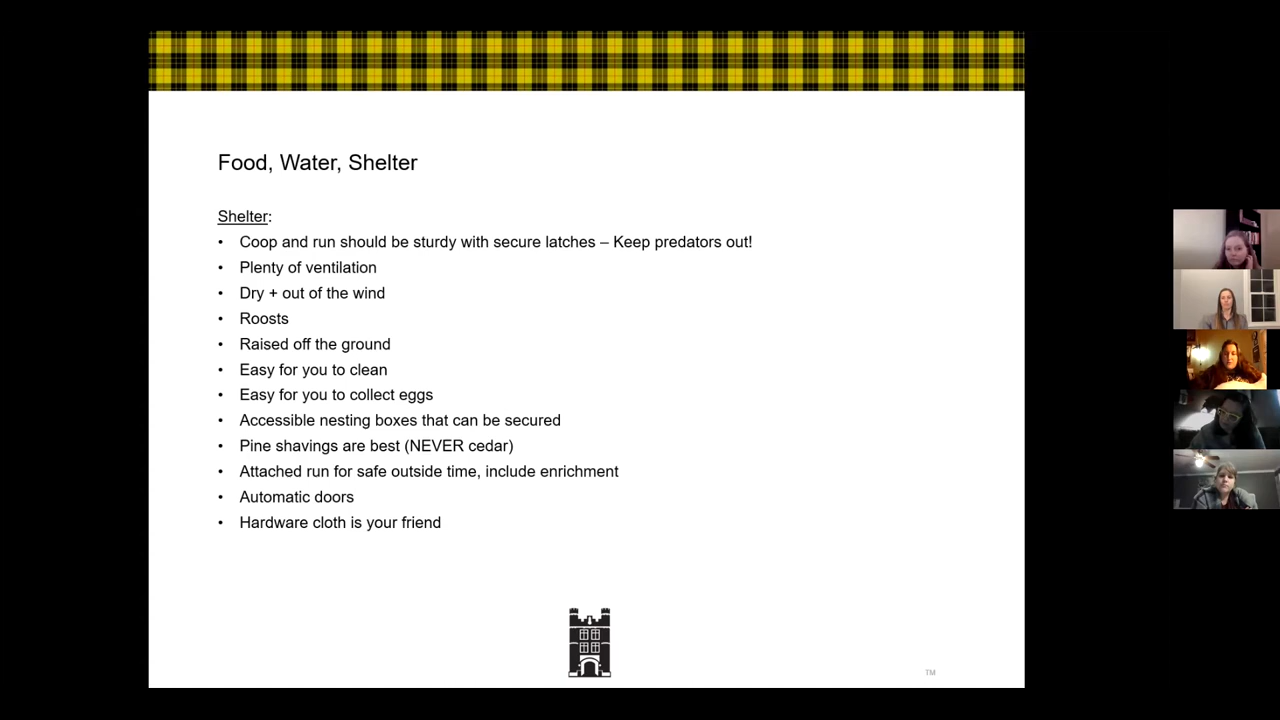 Food, Water, Shelter
Shelter:
• Coop and run should be sturdy with secure latches – Keep predators out!
• Plenty of ventilation
• Dry + out of the wind
• Roosts
• Raised off the ground
• Easy for you to clean
• Easy for you to collect eggs
• Accessible nesting boxes that can be secured
• Pine shavings are best (NEVER cedar)
• Attached run for safe outside time, include enrichment
• Automatic doors
• Hardware cloth is your friend
TM